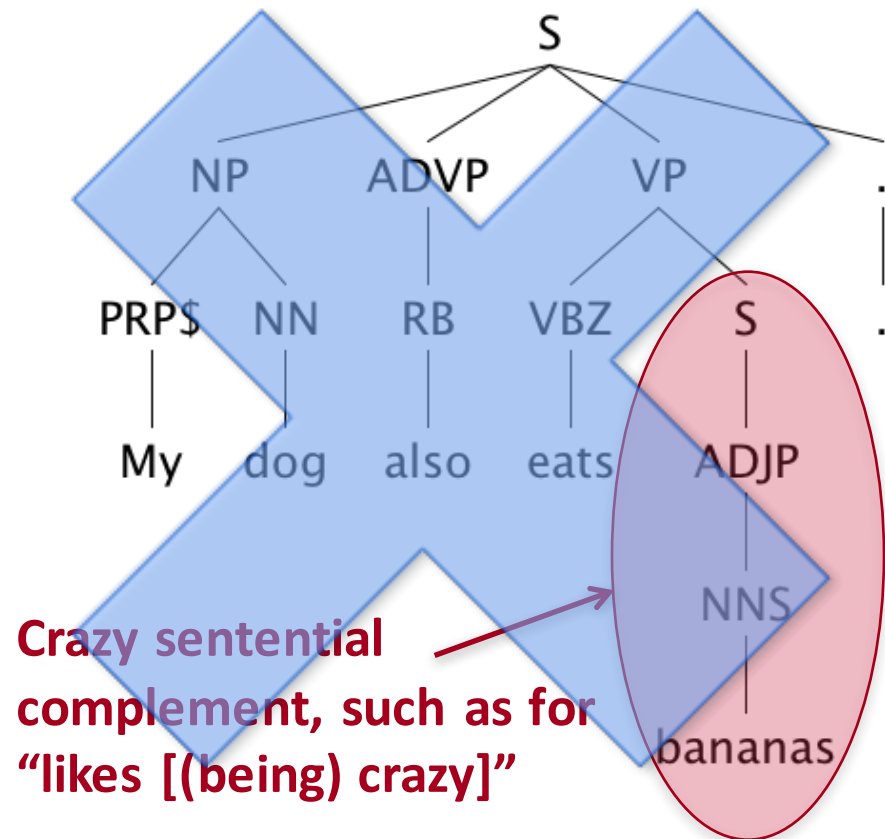 S
NP ADVP VP .
PRP$ NN RB VBZ S .
My dog also eats ADJP
NNS
Crazy sentential
complement, such as for
bananas
“likes [(being) crazy]”